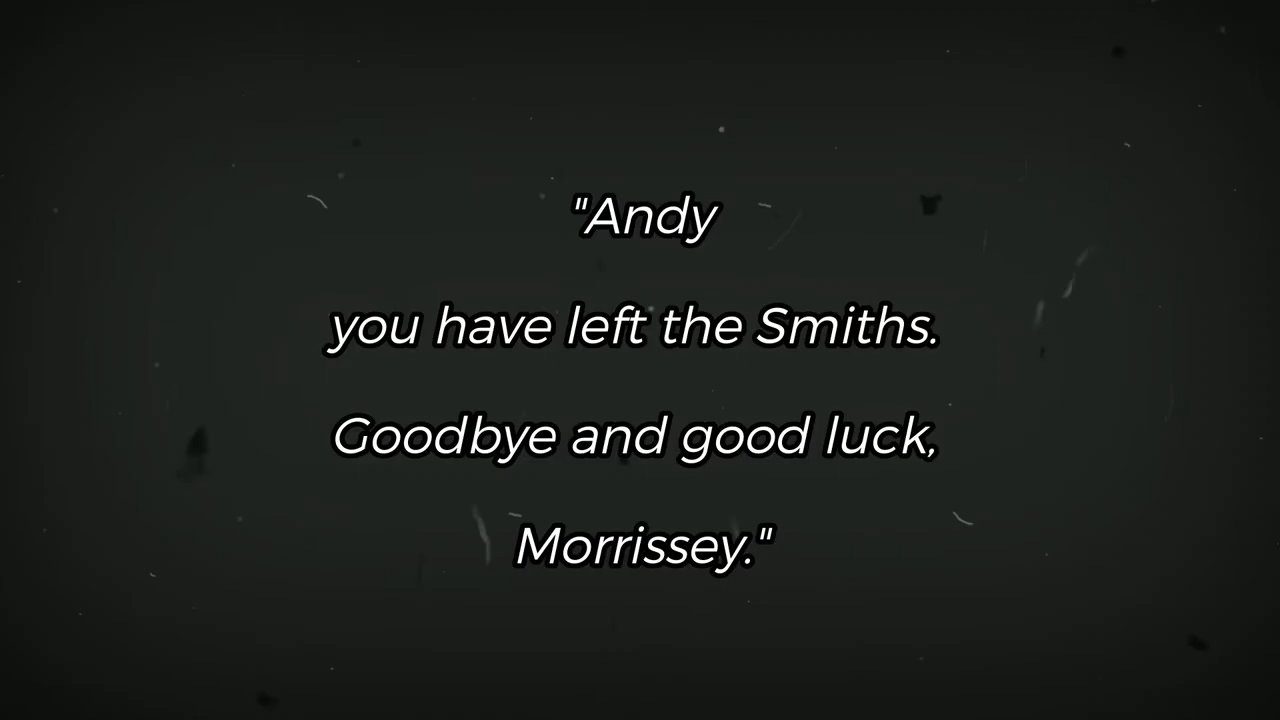 "Andy
you have left the Smiths.
Goodbye and good luck,
Morrissey."